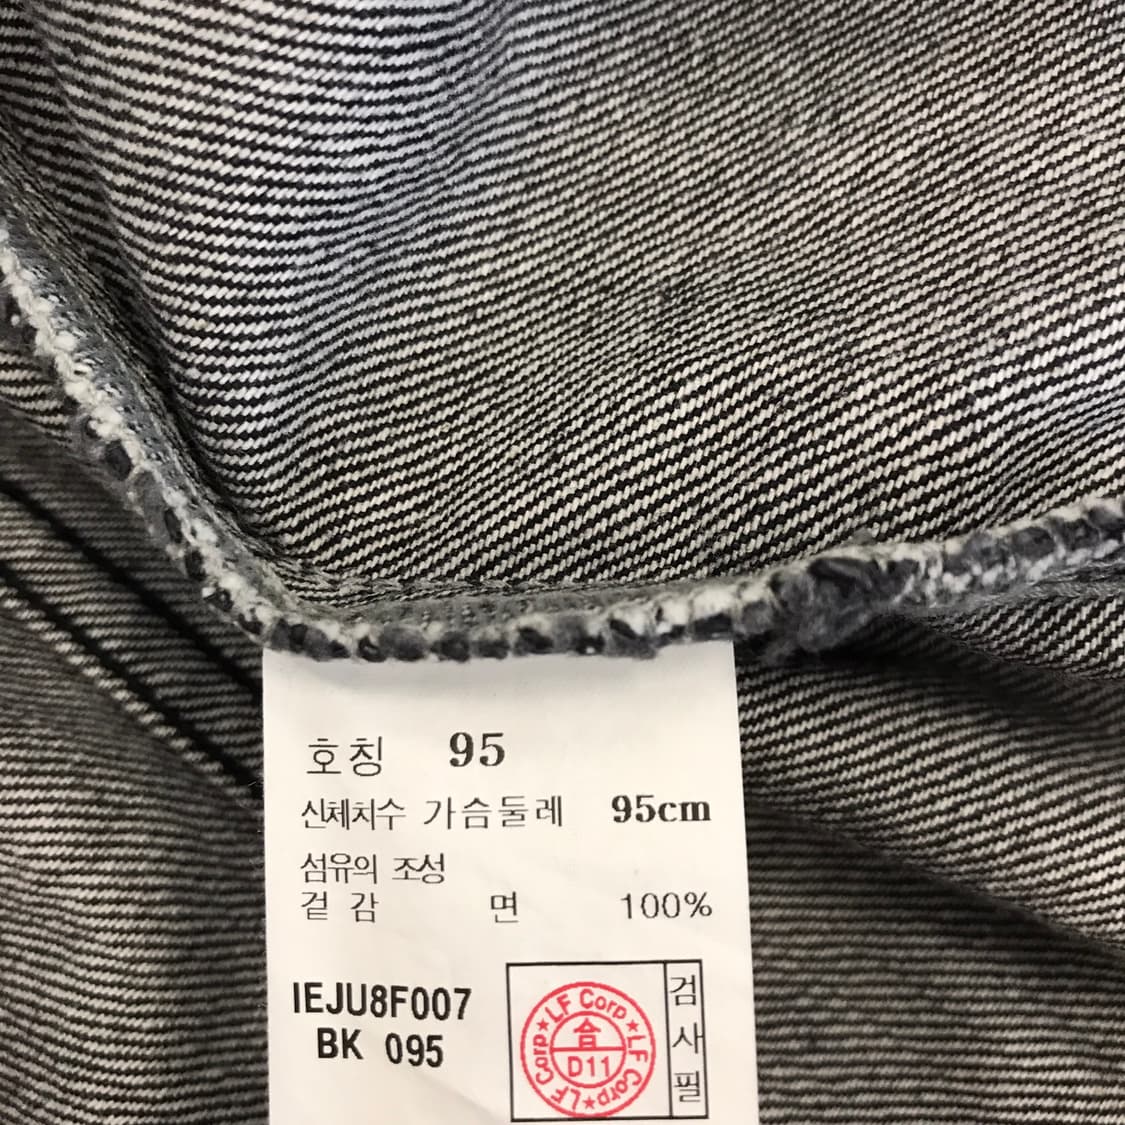 호칭 95
신체치수 가슴둘레 95cm
섬유의 조성
겉 감 면 100%
IEJU8F007
BK 095
LF Corp★LF Corp★LF Corp★
合
D11
검사필